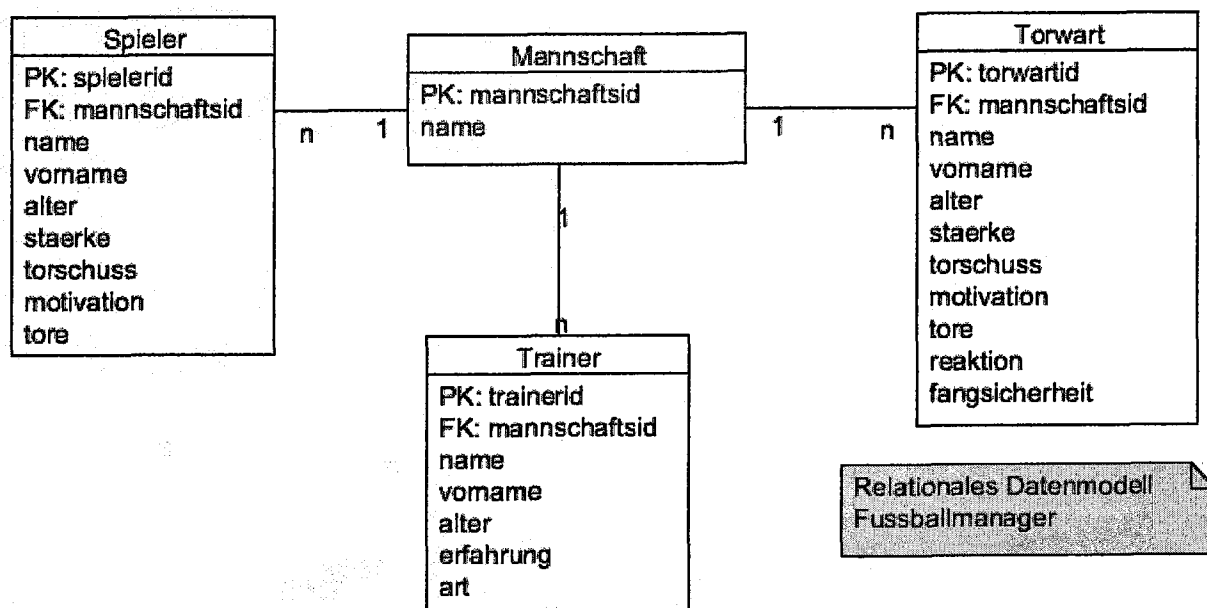 Spieler
PK: spielerid
FK: mannschaftsid
name
vorname
alter
staerke
torschuss
motivation
tore
n
1
Mannschaft
PK: mannschaftsid
name
1
n
Torwart
PK: torwartid
FK: mannschaftsid
name
vorname
alter
staerke
torschuss
motivation
tore
reaktion
fangsicherheit
1
n
Trainer
PK: trainerid
FK: mannschaftsid
name
vorname
alter
erfahrung
art
Relationales Datenmodell
Fussballmanager